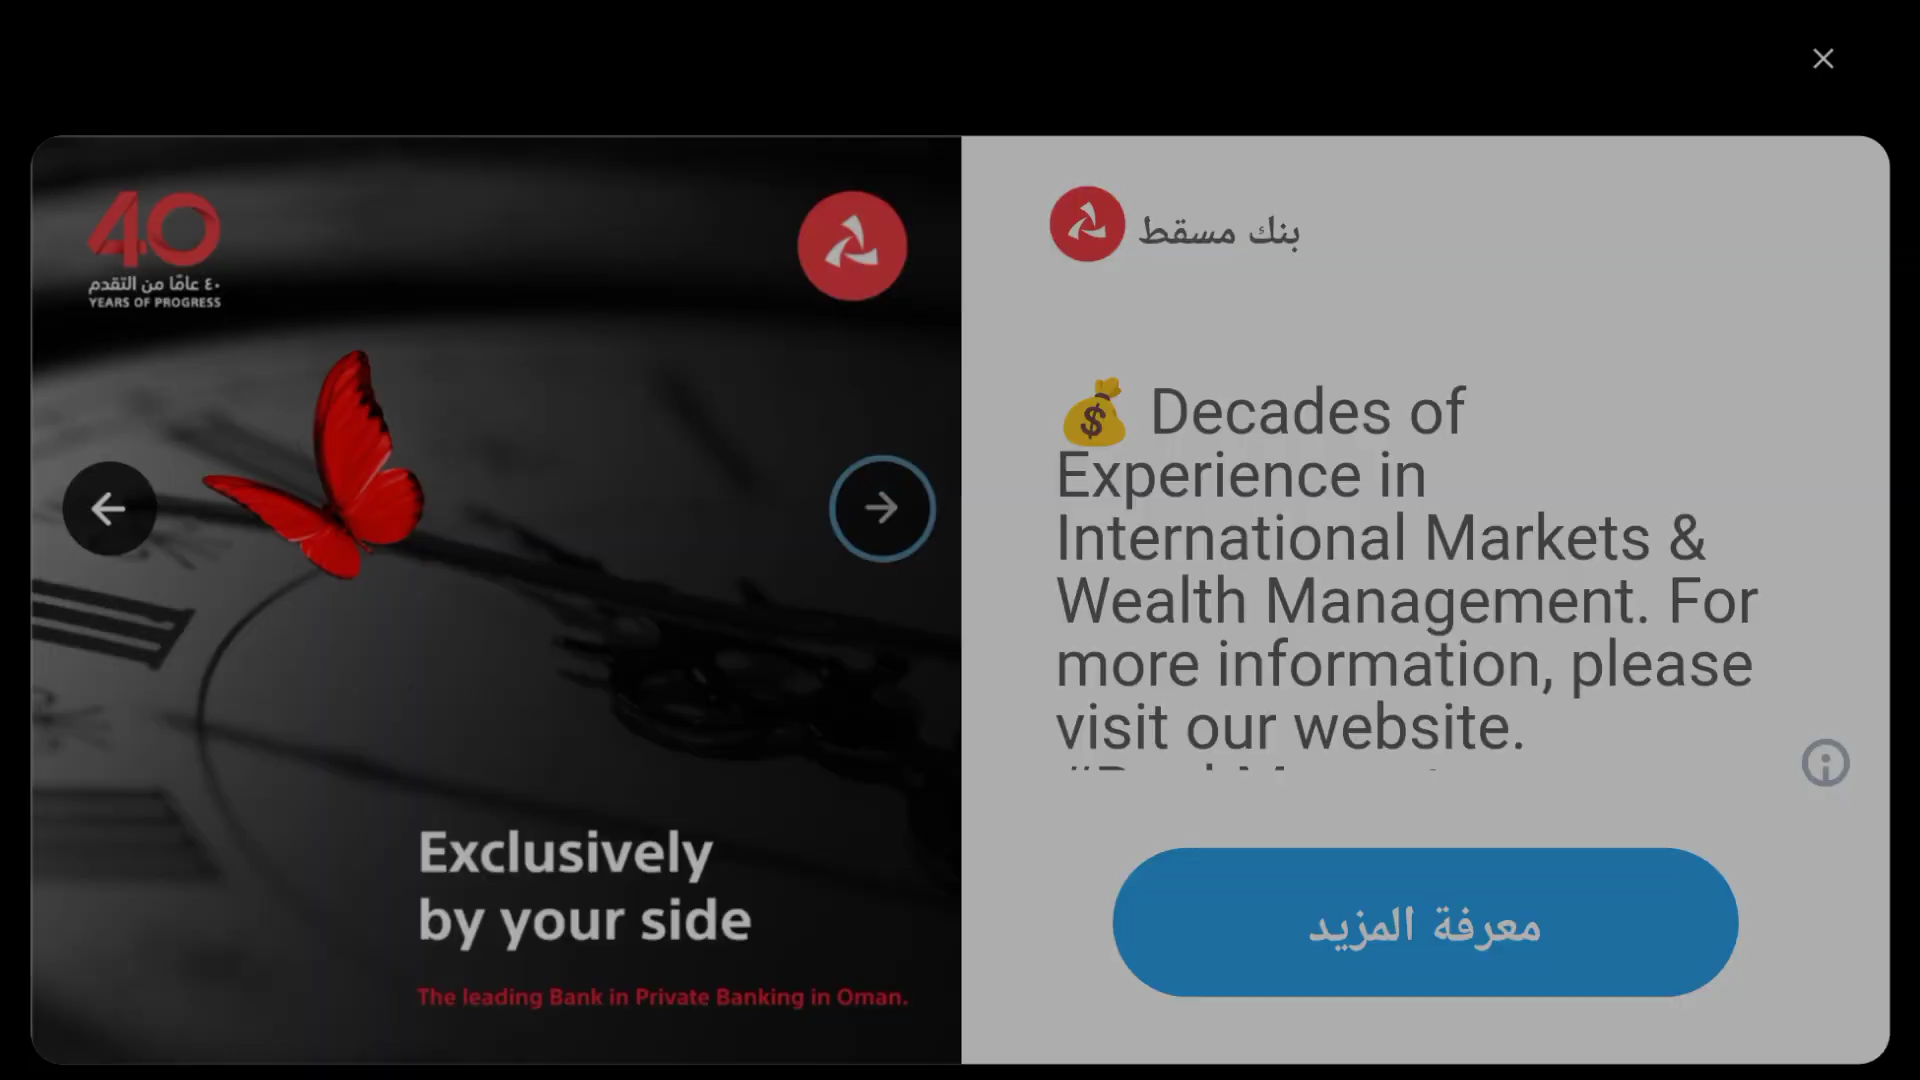 40
٤٠ عامًا من التقدم
YEARS OF PROGRESS
Exclusively
by your side
The leading Bank in Private Banking in Oman.
بنك مسقط
💰 Decades of
Experience in
International Markets &
Wealth Management. For
more information, please
visit our website.
معرفة المزيد